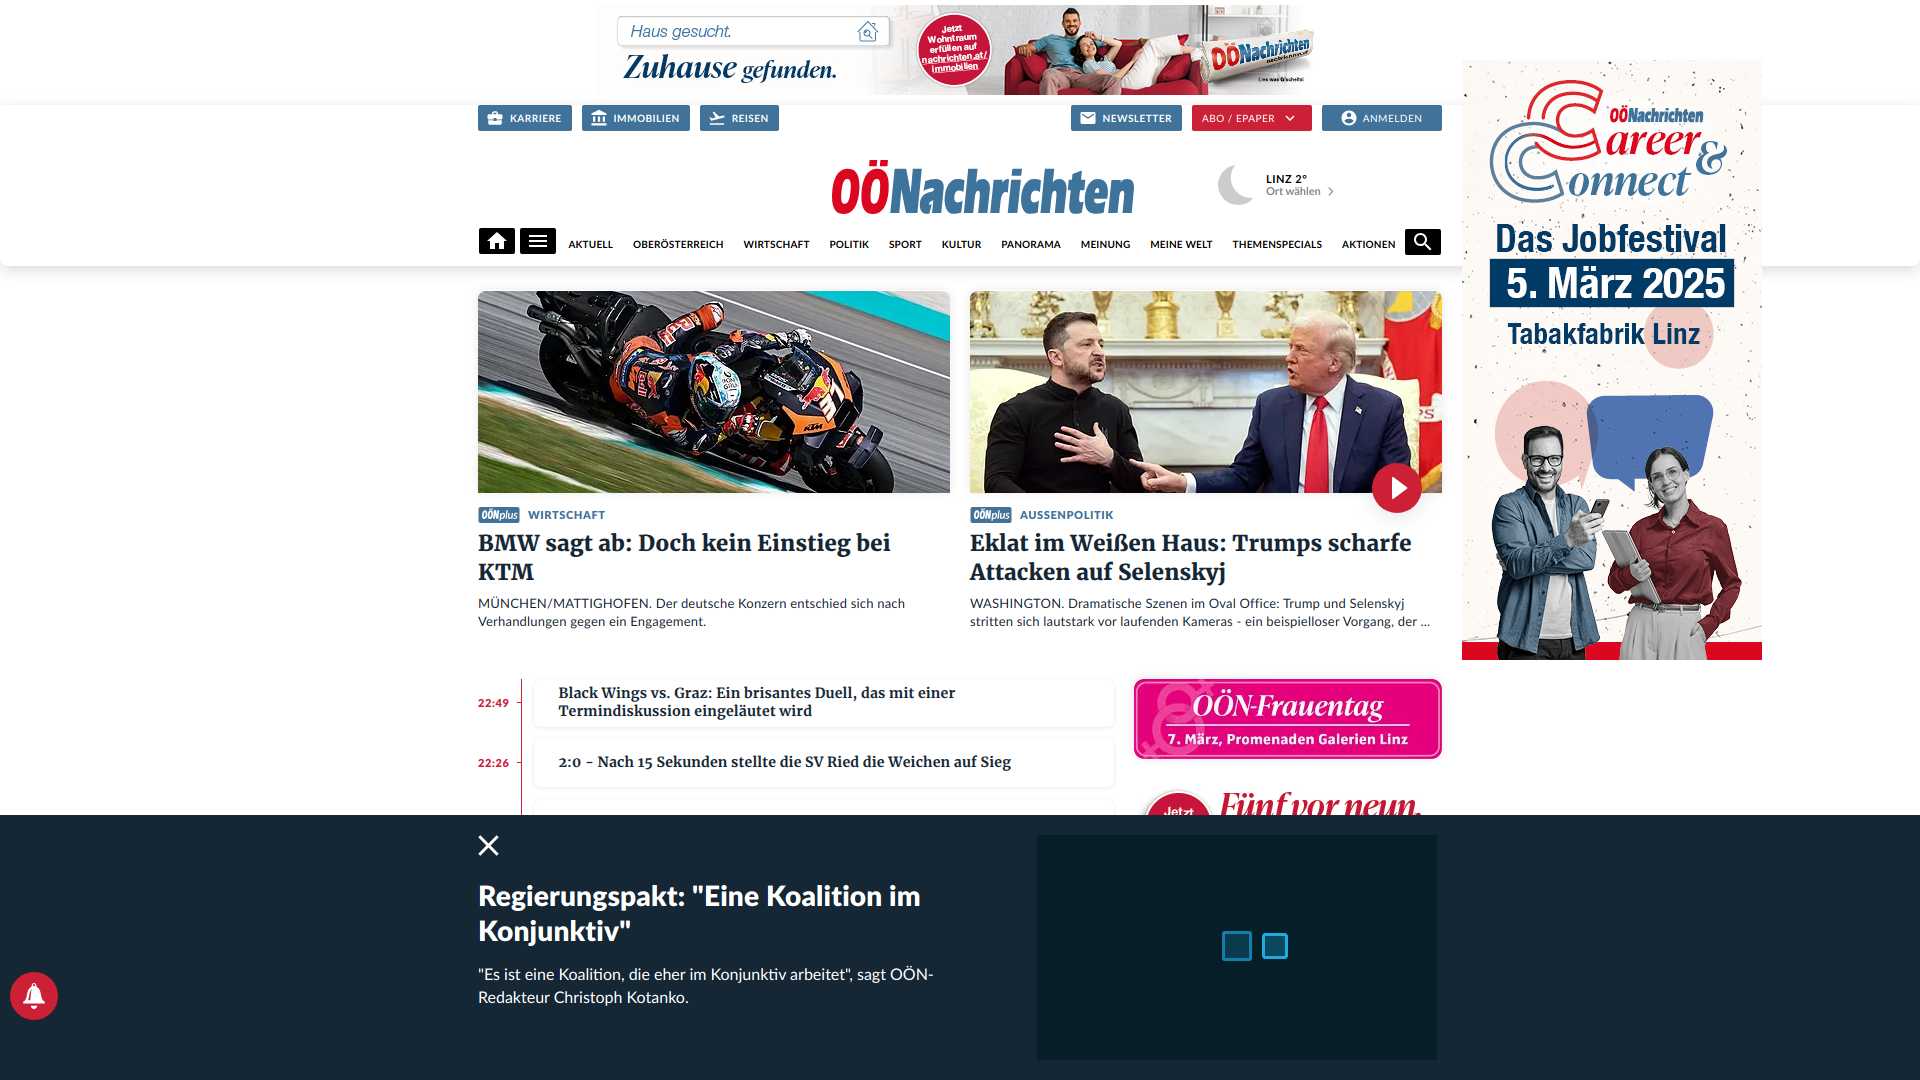 Haus gesucht.
Zuhause gefunden.
Jetzt
Wohntraum
erfüllen auf
nachrichten.at/
immobilien
OÖNachrichten
Lies was G'scheits!
KARRIERE
IMMOBILIEN
REISEN
NEWSLETTER
ABO / EPAPER
ANMELDEN
OÖNachrichten
LINZ 2°
Ort wählen
AKTUELL
OBERÖSTERREICH
WIRTSCHAFT
POLITIK
SPORT
KULTUR
PANORAMA
MEINUNG
MEINE WELT
THEMENSPECIALS
AKTIONEN
OÖNachrichten
Career &
Connect
Das Jobfestival
5. März 2025
Tabakfabrik Linz
Red Bull
37
KTM
OÖNplus WIRTSCHAFT
BMW sagt ab: Doch kein Einstieg bei
KTM
MÜNCHEN/MATTIGHOFEN. Der deutsche Konzern entschied sich nach
Verhandlungen gegen ein Engagement.
OÖNplus AUSSENPOLITIK
Eklat im Weißen Haus: Trumps scharfe
Attacken auf Selenskyj
WASHINGTON. Dramatische Szenen im Oval Office: Trump und Selenskyj
stritten sich lautstark vor laufenden Kameras - ein beispielloser Vorgang, der ...
22:49
Black Wings vs. Graz: Ein brisantes Duell, das mit einer
Termindiskussion eingeläutet wird
22:26
2:0 - Nach 15 Sekunden stellte die SV Ried die Weichen auf Sieg
OÖN-Frauentag
7. März, Promenaden Galerien Linz
Jetzt
Fünf vor neun.
Regierungspakt: "Eine Koalition im
Konjunktiv"
"Es ist eine Koalition, die eher im Konjunktiv arbeitet", sagt OÖN-
Redakteur Christoph Kotanko.